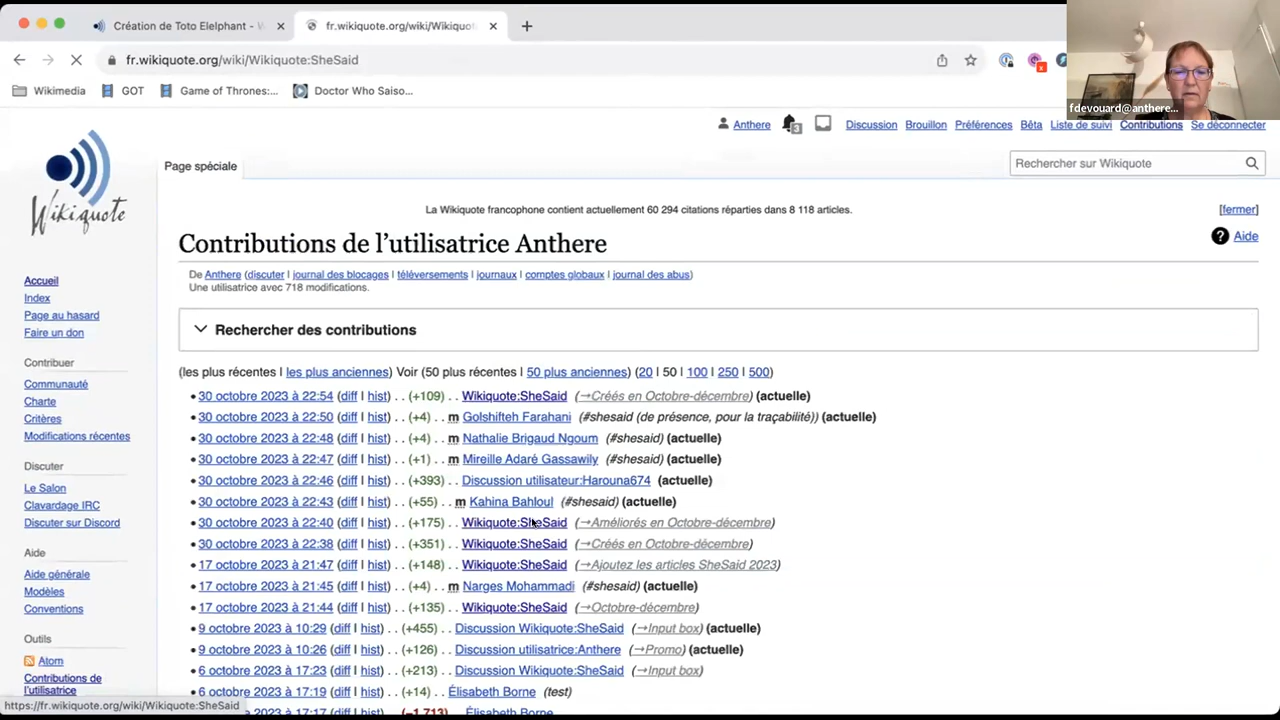 Création de Toto Elelphant - W
fr.wikiquote.org/wiki/Wikiquot
fr.wikiquote.org/wiki/Wikiquote:SheSaid
Wikimedia GOT Game of Thrones:... Doctor Who Saiso...
fdevouard@anthere...
Anthere 3 Discussion Brouillon Préférences Bêta Liste de suivi Contributions Se déconnecter
Wikiquote
Page spéciale
Rechercher sur Wikiquote
La Wikiquote francophone contient actuellement 60 294 citations réparties dans 8 118 articles.
[fermer]
Contributions de l'utilisatrice Anthere
Aide
De Anthere (discuter | journal des blocages | téléversements | journaux | comptes globaux | journal des abus)
Une utilisatrice avec 718 modifications.
Rechercher des contributions
(les plus récentes | les plus anciennes) Voir (50 plus récentes | 50 plus anciennes) (20 | 50 | 100 | 250 | 500)
30 octobre 2023 à 22:54 (diff | hist) . . (+109) . . Wikiquote:SheSaid (→Créés en Octobre-décembre) (actuelle)
30 octobre 2023 à 22:50 (diff | hist) . . (+4) . . m Golshifteh Farahani (#shesaid (de présence, pour la traçabilité)) (actuelle)
30 octobre 2023 à 22:48 (diff | hist) . . (+4) . . m Nathalie Brigaud Ngoum (#shesaid) (actuelle)
30 octobre 2023 à 22:47 (diff | hist) . . (+1) . . m Mireille Adaré Gassawily (#shesaid) (actuelle)
30 octobre 2023 à 22:46 (diff | hist) . . (+393) . . Discussion utilisateur:Harouna674 (actuelle)
30 octobre 2023 à 22:43 (diff | hist) . . (+55) . . m Kahina Bahloul (#shesaid) (actuelle)
30 octobre 2023 à 22:40 (diff | hist) . . (+175) . . Wikiquote:SheSaid (→Améliorés en Octobre-décembre)
30 octobre 2023 à 22:38 (diff | hist) . . (+351) . . Wikiquote:SheSaid (→Créés en Octobre-décembre)
17 octobre 2023 à 21:47 (diff | hist) . . (+148) . . Wikiquote:SheSaid (→Ajoutez les articles SheSaid 2023)
17 octobre 2023 à 21:45 (diff | hist) . . (+4) . . m Narges Mohammadi (#shesaid) (actuelle)
17 octobre 2023 à 21:44 (diff | hist) . . (+135) . . Wikiquote:SheSaid (→Octobre-décembre)
9 octobre 2023 à 10:29 (diff | hist) . . (+455) . . Discussion Wikiquote:SheSaid (→Input box) (actuelle)
9 octobre 2023 à 10:26 (diff | hist) . . (+126) . . Discussion utilisatrice:Anthere (→Promo) (actuelle)
6 octobre 2023 à 17:23 (diff | hist) . . (+213) . . Discussion Wikiquote:SheSaid (→Input box)
6 octobre 2023 à 17:19 (diff | hist) . . (+14) . . Élisabeth Borne (test)
à 17:17 (diff | hist) . . (−1 713) . . Élisabeth Borne
Accueil
Index
Page au hasard
Faire un don
Contribuer
Communauté
Charte
Critères
Modifications récentes
Discuter
Le Salon
Clavardage IRC
Discuter sur Discord
Aide
Aide générale
Modèles
Conventions
Outils
Atom
Contributions de
l'utilisatrice
https://fr.wikiquote.org/wiki/Wikiquote:SheSaid